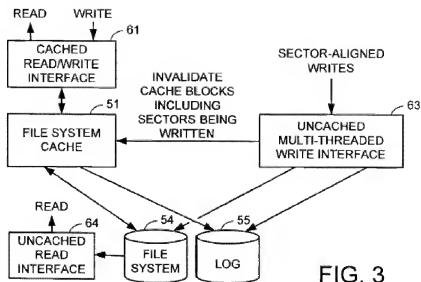 READ WRITE
61
CACHED
READ/WRITE
INTERFACE
51
FILE SYSTEM
CACHE
INVALIDATE
CACHE BLOCKS
INCLUDING
SECTORS BEING
WRITTEN
SECTOR-ALIGNED
WRITES
63
UNCACHED
MULTI-THREADED
WRITE INTERFACE
READ
64
UNCACHED
READ
INTERFACE
54
FILE
SYSTEM
55
LOG
FIG. 3